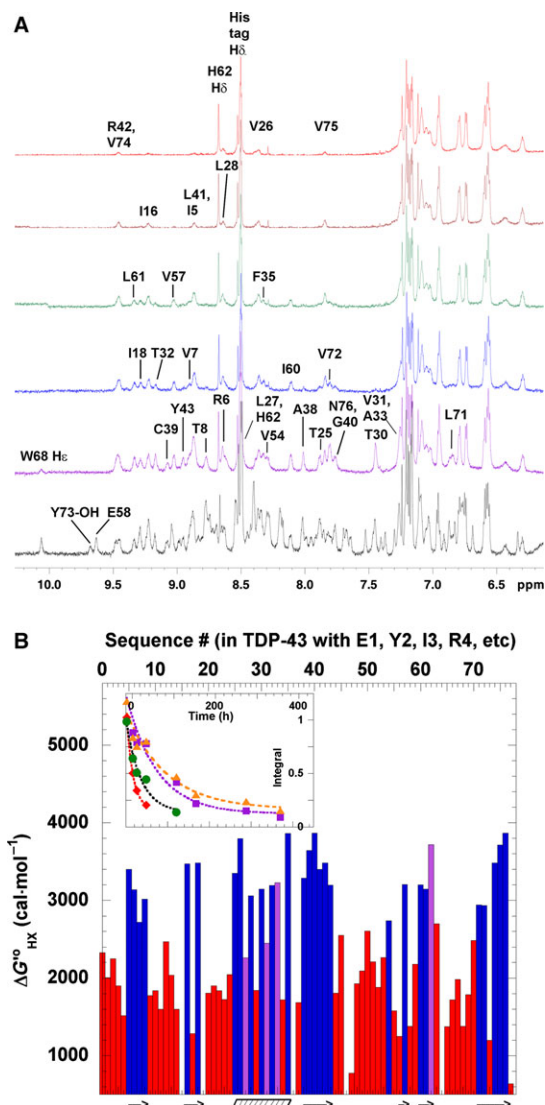 A
His
tag
Hδ
H62
Hδ
R42,
V74
V26
V75
L28
I16
L41,
I5
L61
V57
F35
I18
T32
V7
I60
V72
C39
Y43
T8
R6
L27,
H62
V54
A38
T25
N76,
G40
V31,
A33
T30
L71
W68 Hε
Y73-OH
E58
10.0 9.5 9.0 8.5 8.0 7.5 7.0 6.5 ppm
B
Sequence # (in TDP-43 with E1, Y2, I3, R4, etc)
0 10 20 30 40 50 60 70
0 200 400
Time (h)
1
0.5
0
Integral
5000
4000
3000
2000
1000
ΔG'°HX (cal·mol⁻¹)